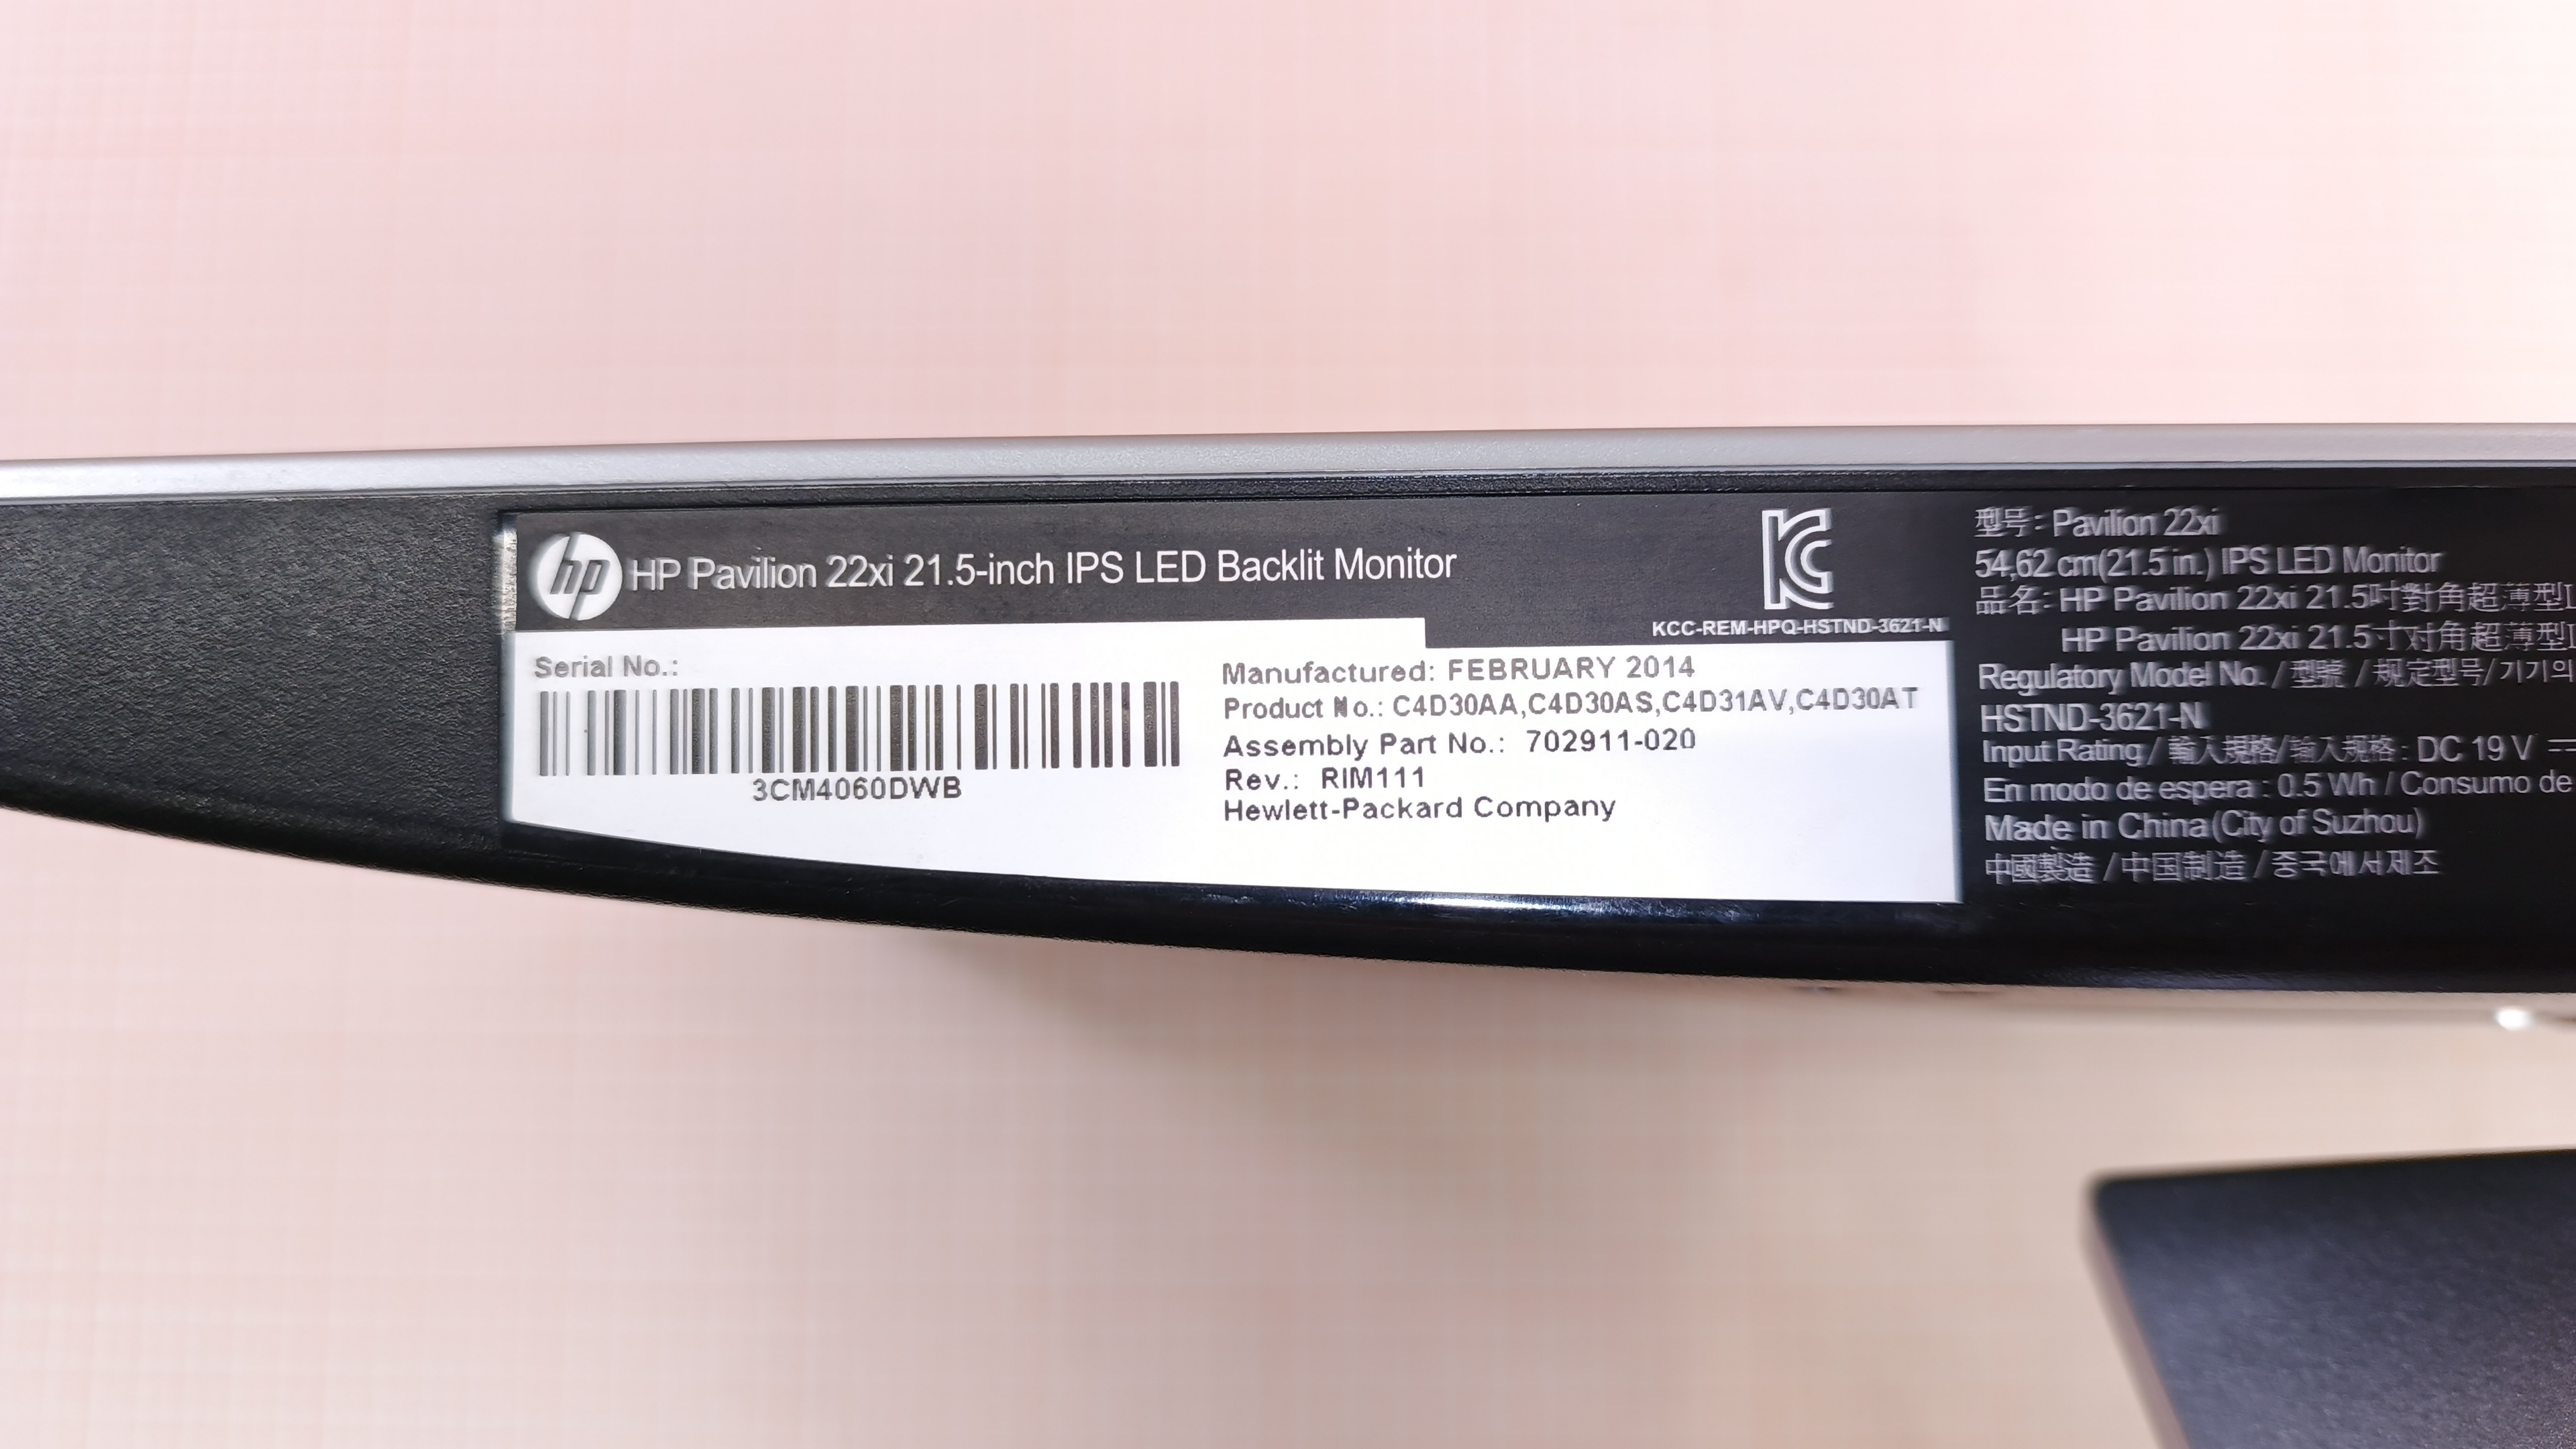 hp HP Pavilion 22xi 21.5-inch IPS LED Backlit Monitor
KC
KCC-REM-HPQ-HSTND-3621-N
Serial No.:
3CM4060DWB
Manufactured: FEBRUARY 2014
Product No.: C4D30AA,C4D30AS,C4D31AV,C4D30AT
Assembly Part No.: 702911-020
Rev.: RIM111
Hewlett-Packard Company
型号: Pavilion 22xi
54,62 cm(21.5 in.) IPS LED Monitor
品名: HP Pavilion 22xi 21.5吋對角超薄型
HP Pavilion 22xi 21.5寸对角超薄型
Regulatory Model No. / 型號 / 规定型号/ 기기의
HSTND-3621-N
Input Rating / 輸入規格/ 输入规格 : DC 19 V
En modo de espera : 0.5 Wh / Consumo de
Made in China (City of Suzhou)
中國製造 / 中国制造 / 중국에서제조